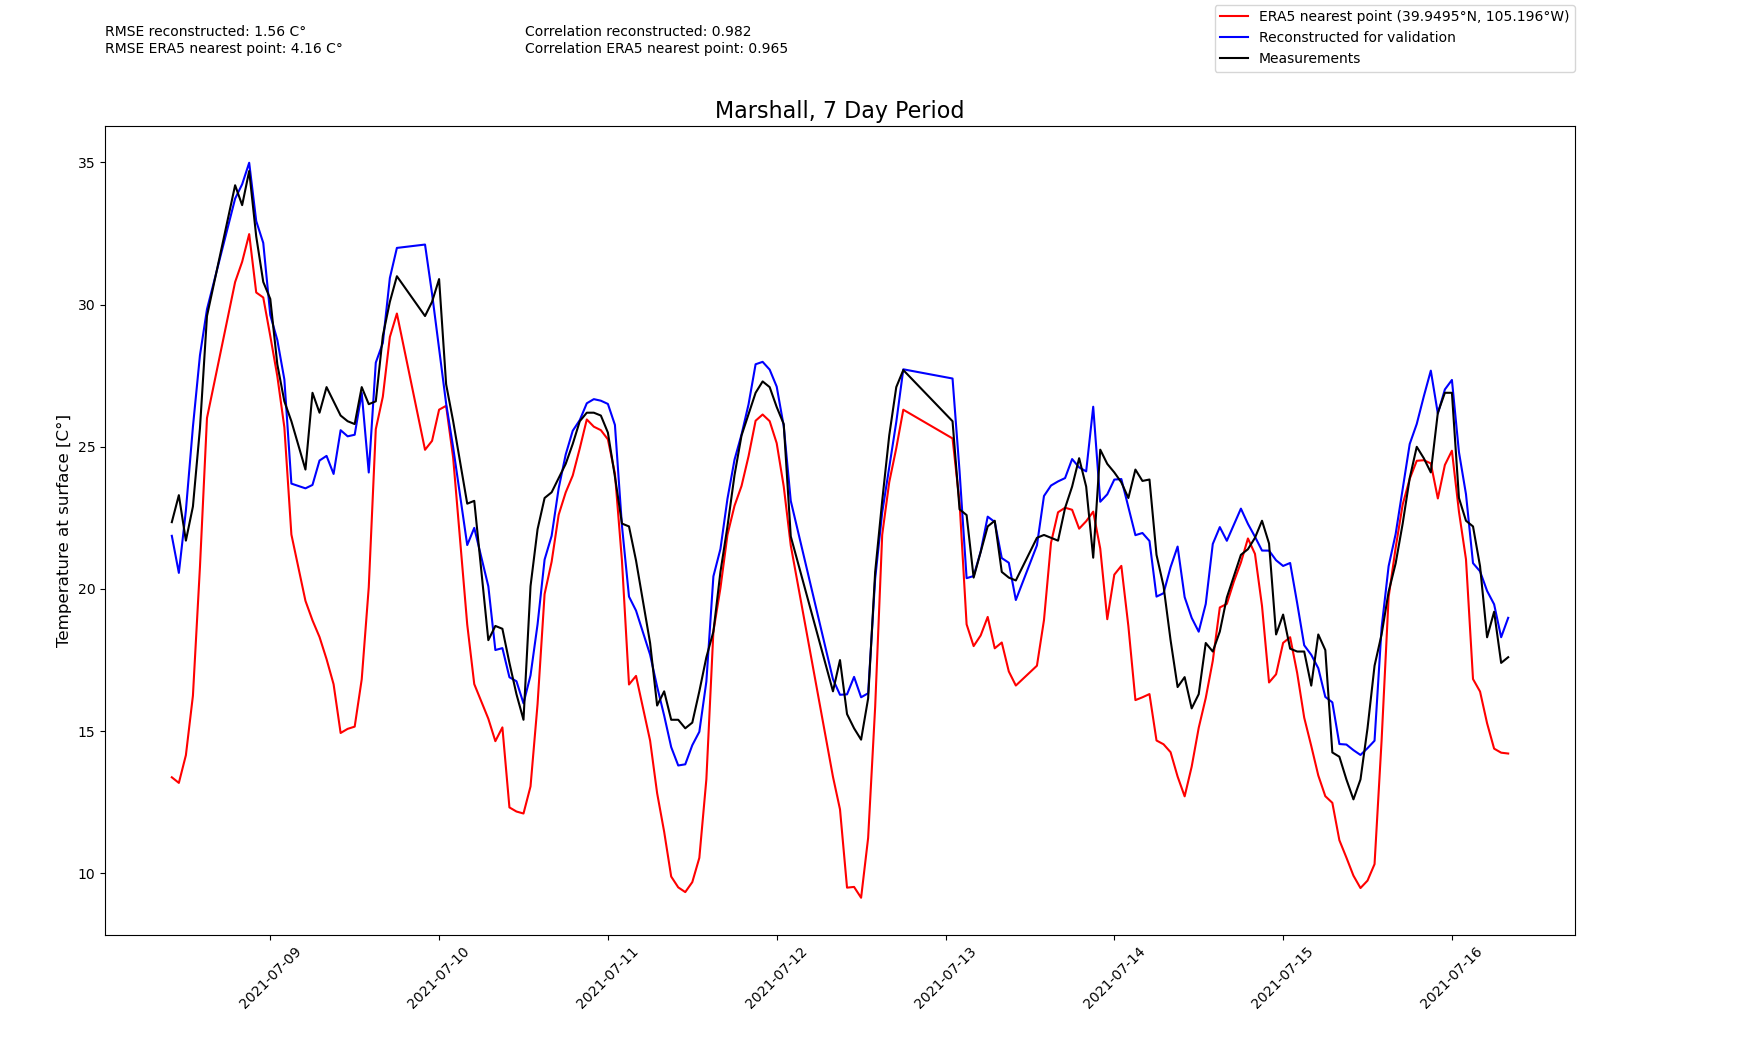 RMSE reconstructed: 1.56 C°
RMSE ERA5 nearest point: 4.16 C°
Correlation reconstructed: 0.982
Correlation ERA5 nearest point: 0.965
ERA5 nearest point (39.9495°N, 105.196°W)
Reconstructed for validation
Measurements
Marshall, 7 Day Period
Temperature at surface [C°]
35
30
25
20
15
10
2021-07-09
2021-07-10
2021-07-11
2021-07-12
2021-07-13
2021-07-14
2021-07-15
2021-07-16